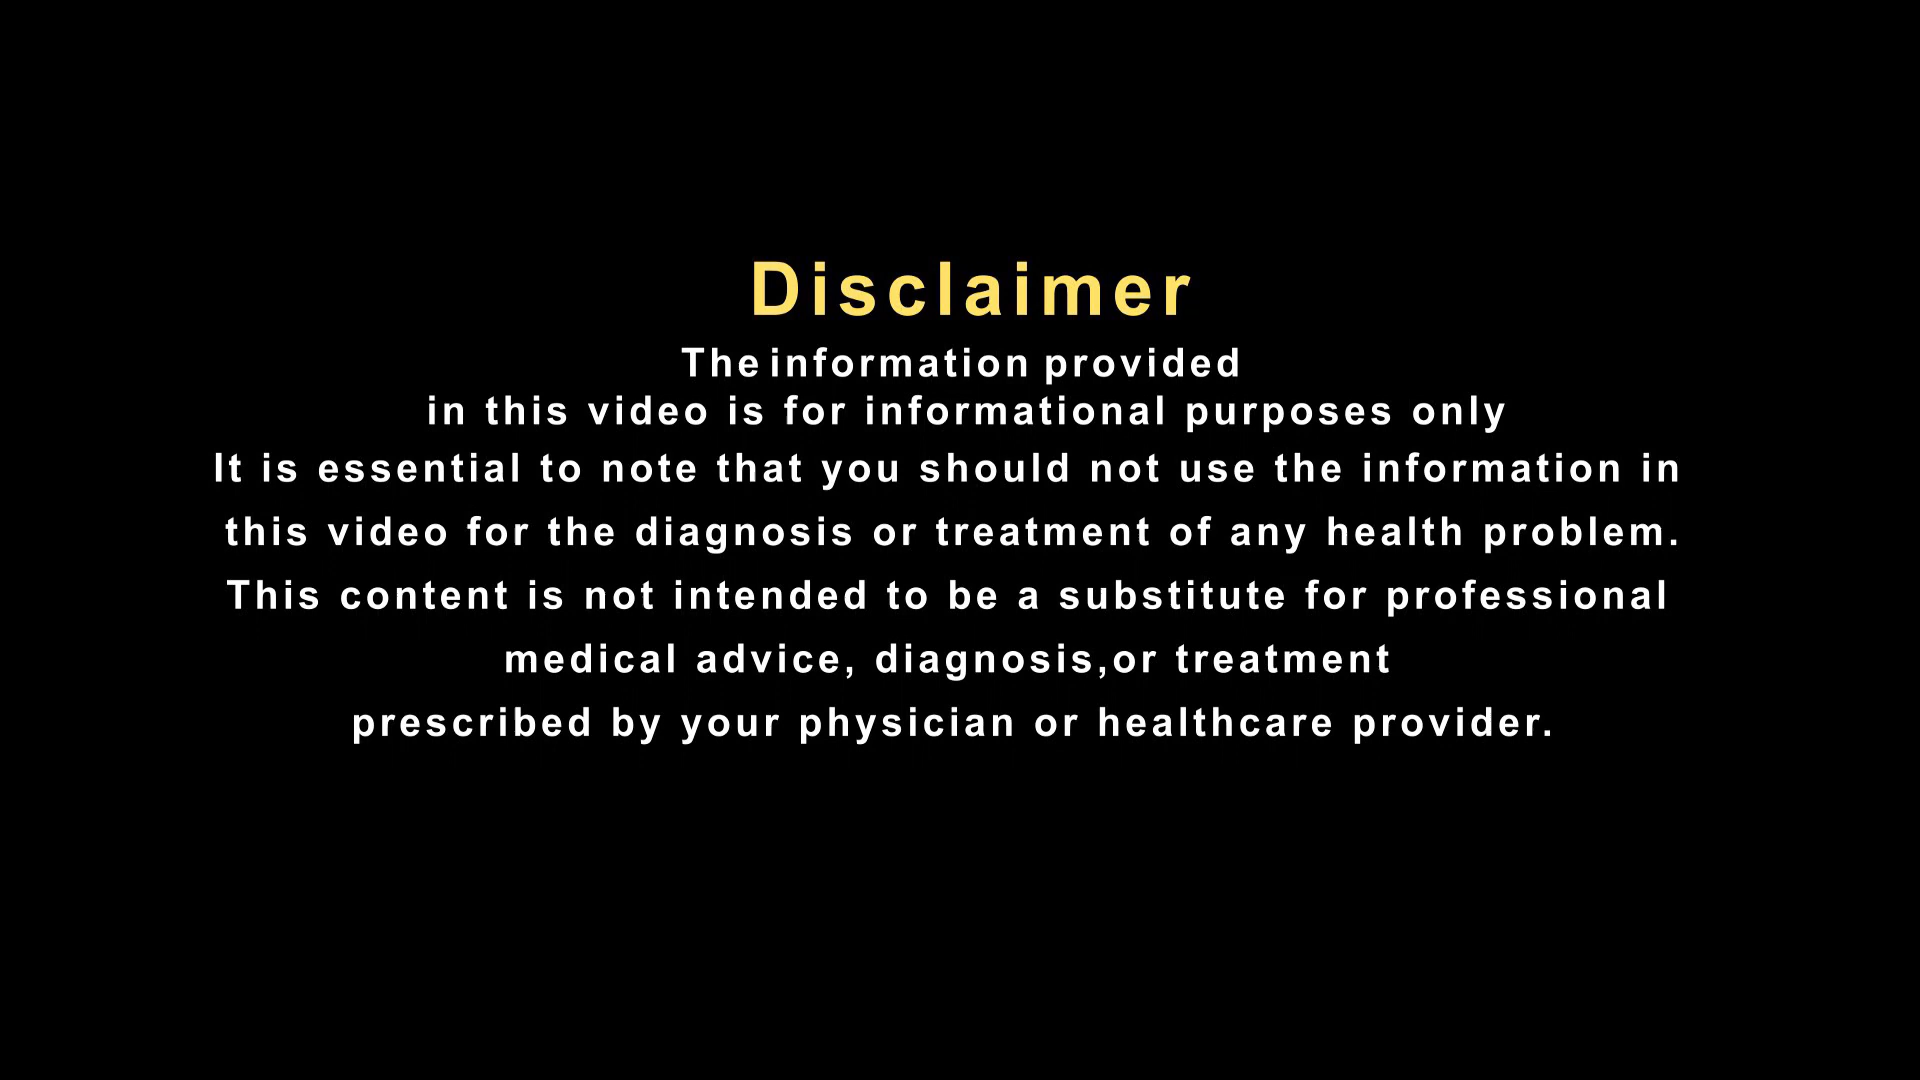 Disclaimer
The information provided
in this video is for informational purposes only
It is essential to note that you should not use the information in
this video for the diagnosis or treatment of any health problem.
This content is not intended to be a substitute for professional
medical advice, diagnosis,or treatment
prescribed by your physician or healthcare provider.